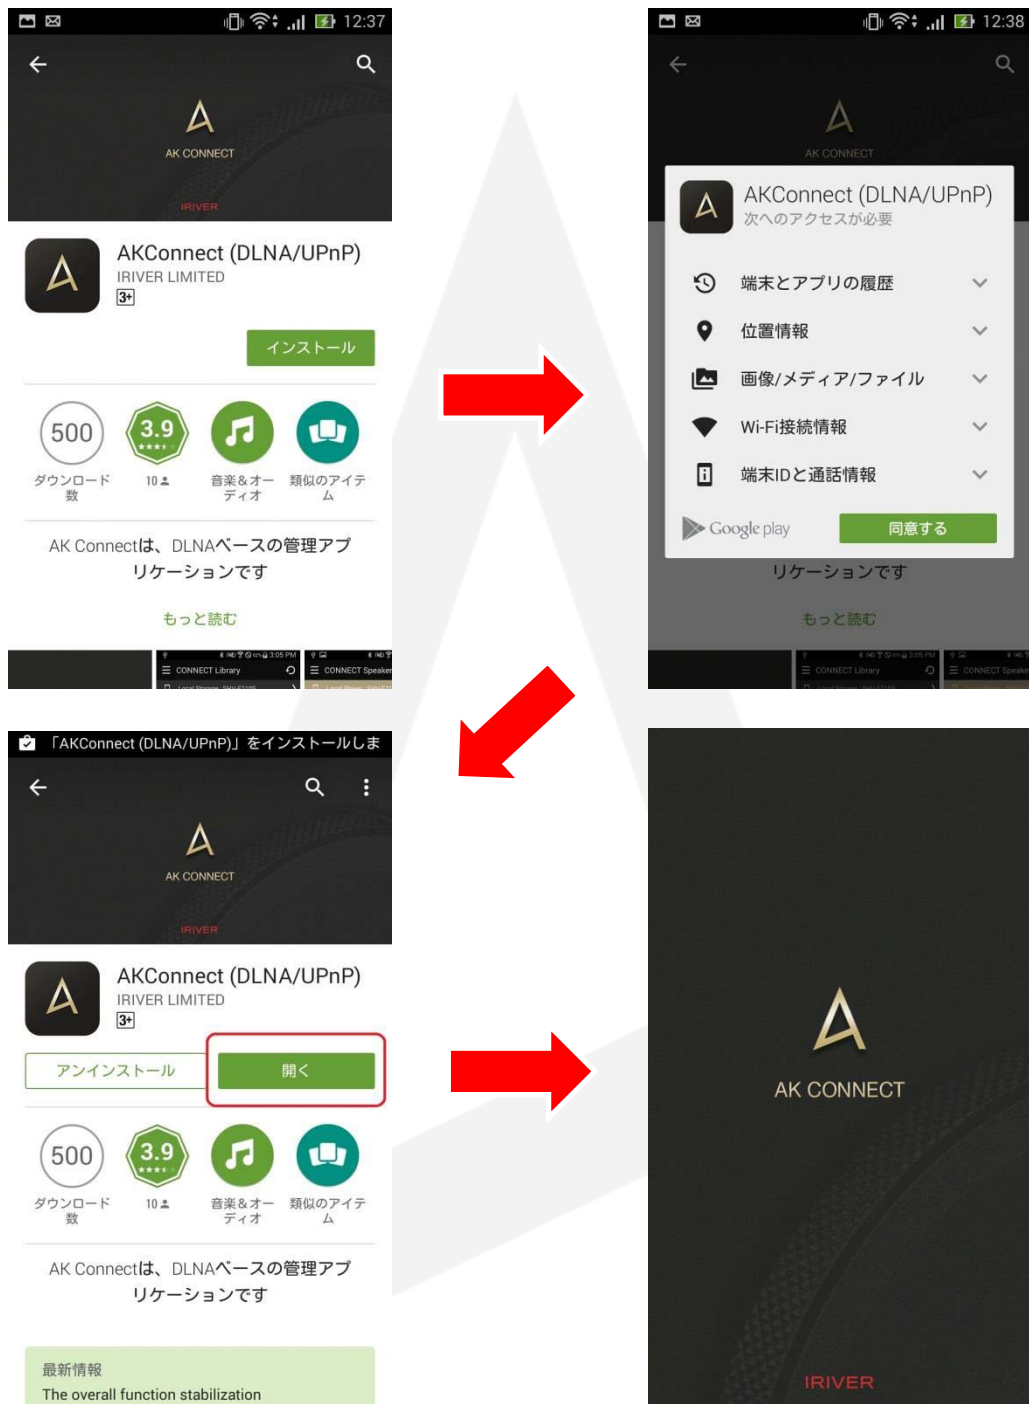 12:37
AK CONNECT
IRIVER
AKConnect (DLNA/UPnP)
IRIVER LIMITED
3+
インストール
500
3.9
ダウンロード
数
10
音楽&オー
ディオ
類似のアイテ
ム
AK Connectは、DLNAベースの管理アプ
リケーションです
もっと読む
3:05 PM
CONNECT Library
CONNECT Speaker
12:38
AK CONNECT
AKConnect (DLNA/UPnP)
次へのアクセスが必要
端末とアプリの履歴
位置情報
画像/メディア/ファイル
Wi-Fi接続情報
端末IDと通話情報
Google play
同意する
リケーションです
もっと読む
3:05 PM
CONNECT Library
CONNECT Speake
「AKConnect (DLNA/UPnP)」をインストールしま
AK CONNECT
IRIVER
AKConnect (DLNA/UPnP)
IRIVER LIMITED
3+
アンインストール
開く
500
3.9
ダウンロード
数
10
音楽&オー
ディオ
類似のアイテ
ム
AK Connectは、DLNAベースの管理アプ
リケーションです
最新情報
The overall function stabilization
AK CONNECT
IRIVER